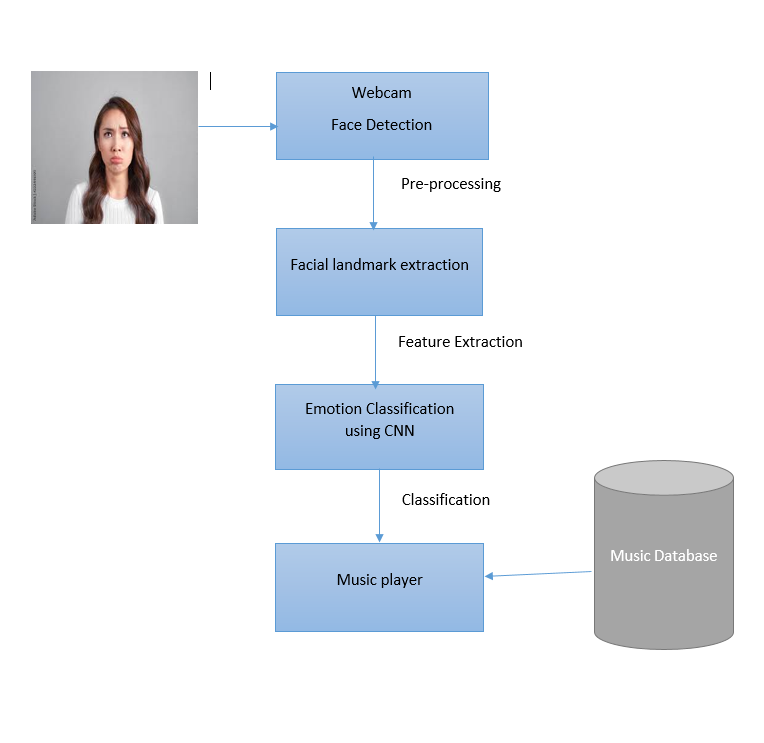 Webcam
Face Detection
Pre-processing
Facial landmark extraction
Feature Extraction
Emotion Classification
using CNN
Classification
Music Database
Music player